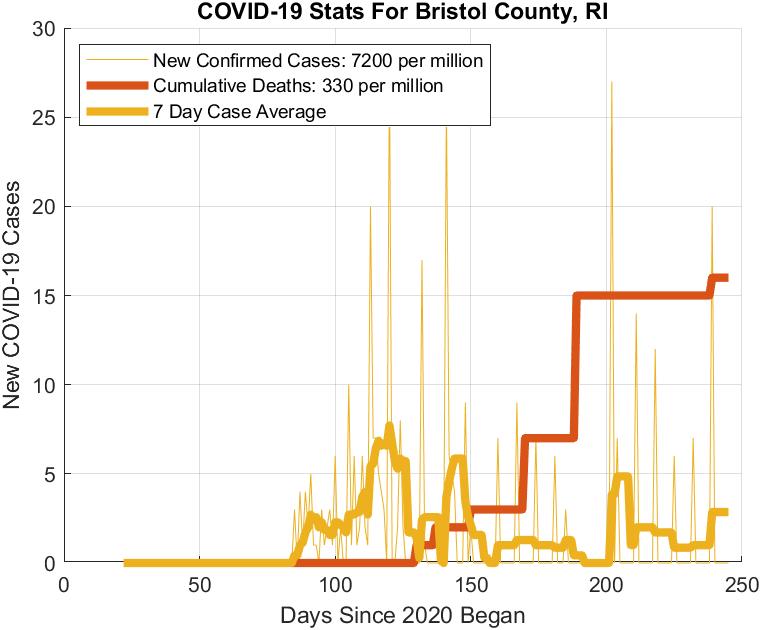 COVID-19 Stats For Bristol County, RI
New Confirmed Cases: 7200 per million
Cumulative Deaths: 330 per million
7 Day Case Average
New COVID-19 Cases
30
25
20
15
10
5
0
0 50 100 150 200 250
Days Since 2020 Began